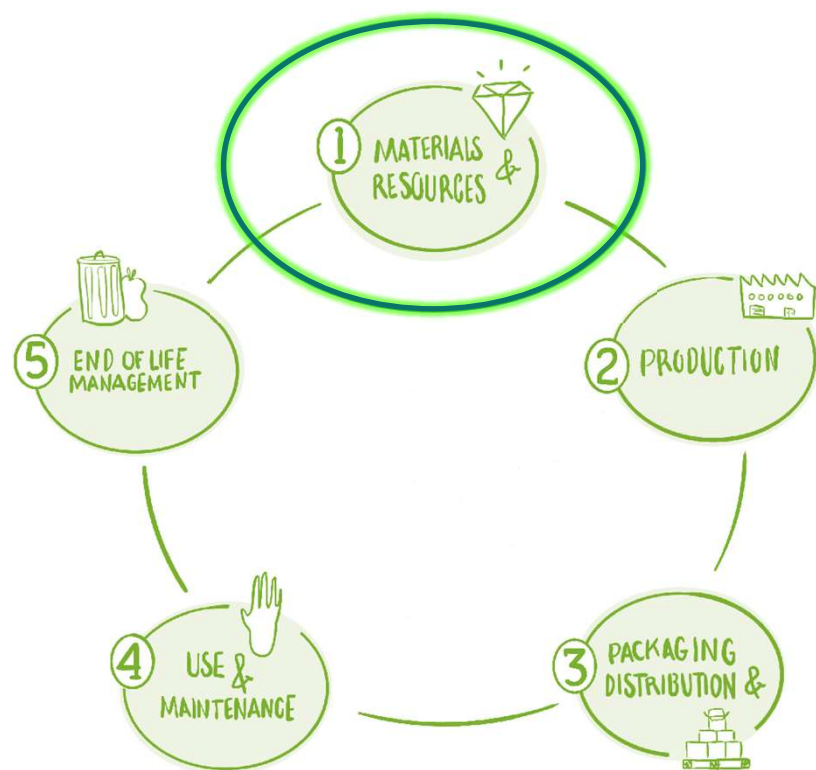 1
MATERIALS &
RESOURCES
2 PRODUCTION
3
PACKAGING
DISTRIBUTION &
4
USE &
MAINTENANCE
5
END OF LIFE
MANAGEMENT